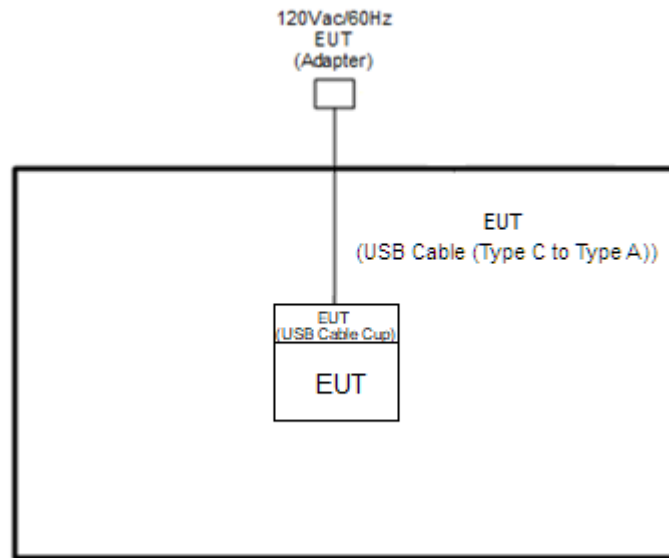 120Vac/60Hz
EUT
(Adapter)
EUT
(USB Cable (Type C to Type A))
EUT
(USB Cable Cup)
EUT